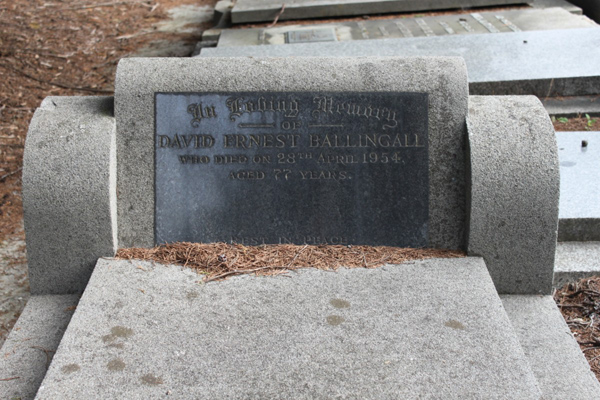 In Loving Memory
OF
DAVID ERNEST BALLINGALL
WHO DIED ON 28TH APRIL 1954.
AGED 77 YEARS.